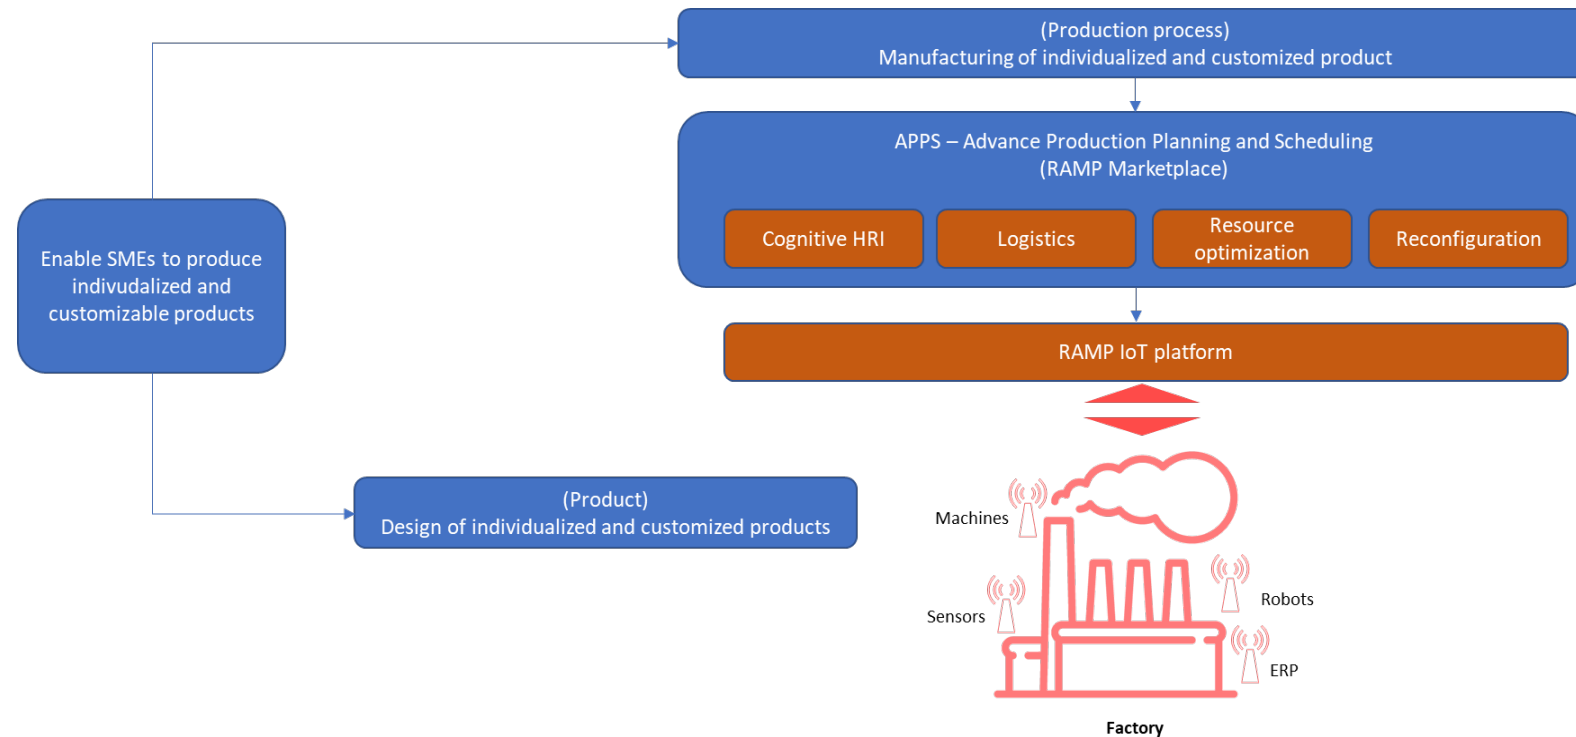 (Production process)
Manufacturing of individualized and customized product
APPS – Advance Production Planning and Scheduling
(RAMP Marketplace)
Cognitive HRI
Logistics
Resource
optimization
Reconfiguration
Enable SMEs to produce
indivudalized and
customizable products
RAMP IoT platform
(Product)
Design of individualized and customized products
Machines
Sensors
Robots
ERP
Factory